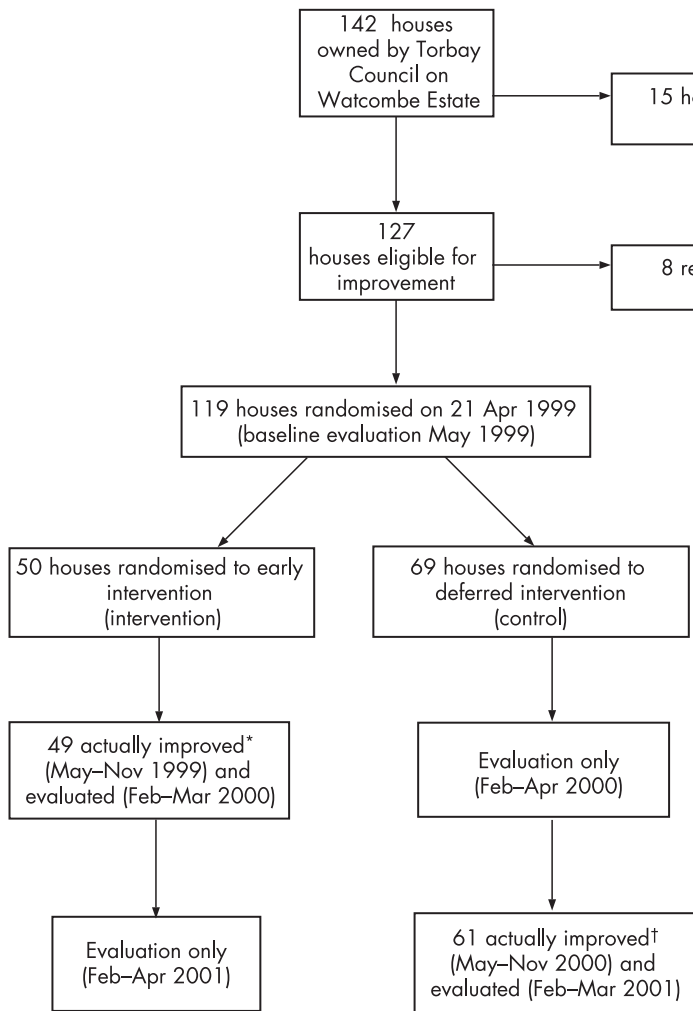 142 houses
owned by Torbay
Council on
Watcombe Estate
15
127
houses eligible for
improvement
8
119 houses randomised on 21 Apr 1999
(baseline evaluation May 1999)
50 houses randomised to early
intervention
(intervention)
69 houses randomised to
deferred intervention
(control)
49 actually improved*
(May–Nov 1999) and
evaluated (Feb–Mar 2000)
Evaluation only
(Feb–Apr 2000)
Evaluation only
(Feb–Apr 2001)
61 actually improved†
(May–Nov 2000) and
evaluated (Feb–Mar 2001)